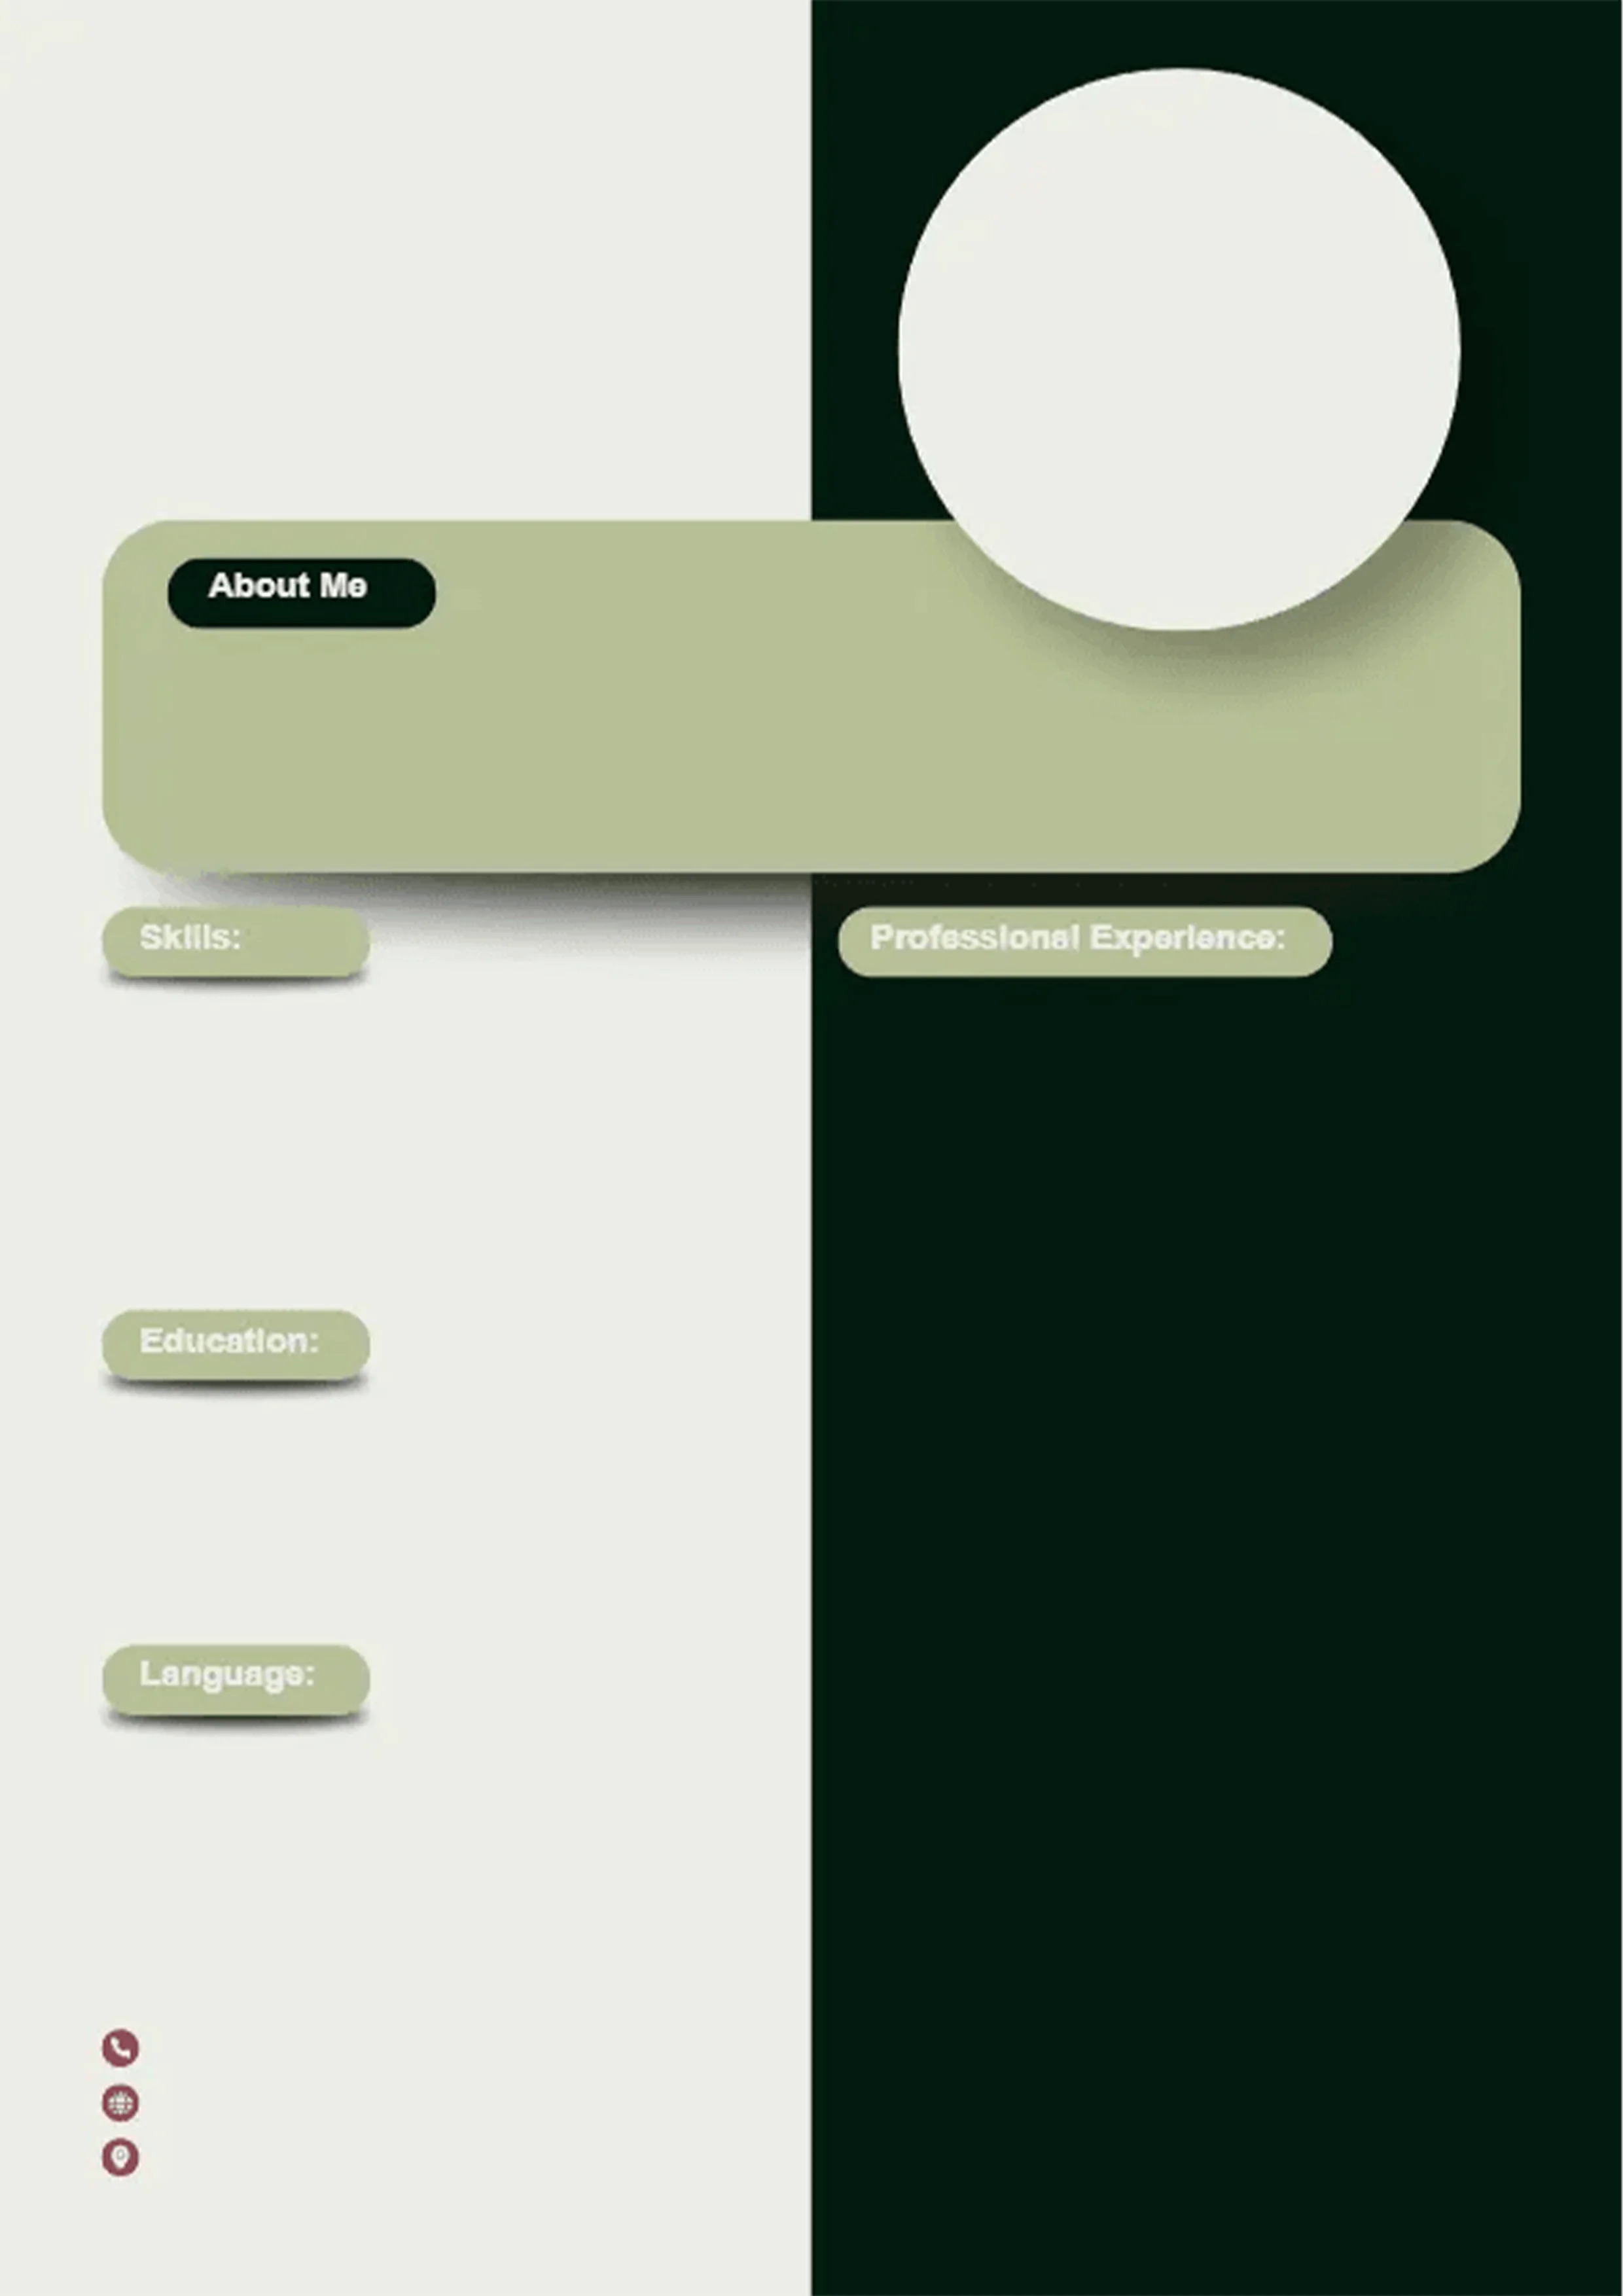 About Me
Skills:
Professional Experience:
Education:
Language: